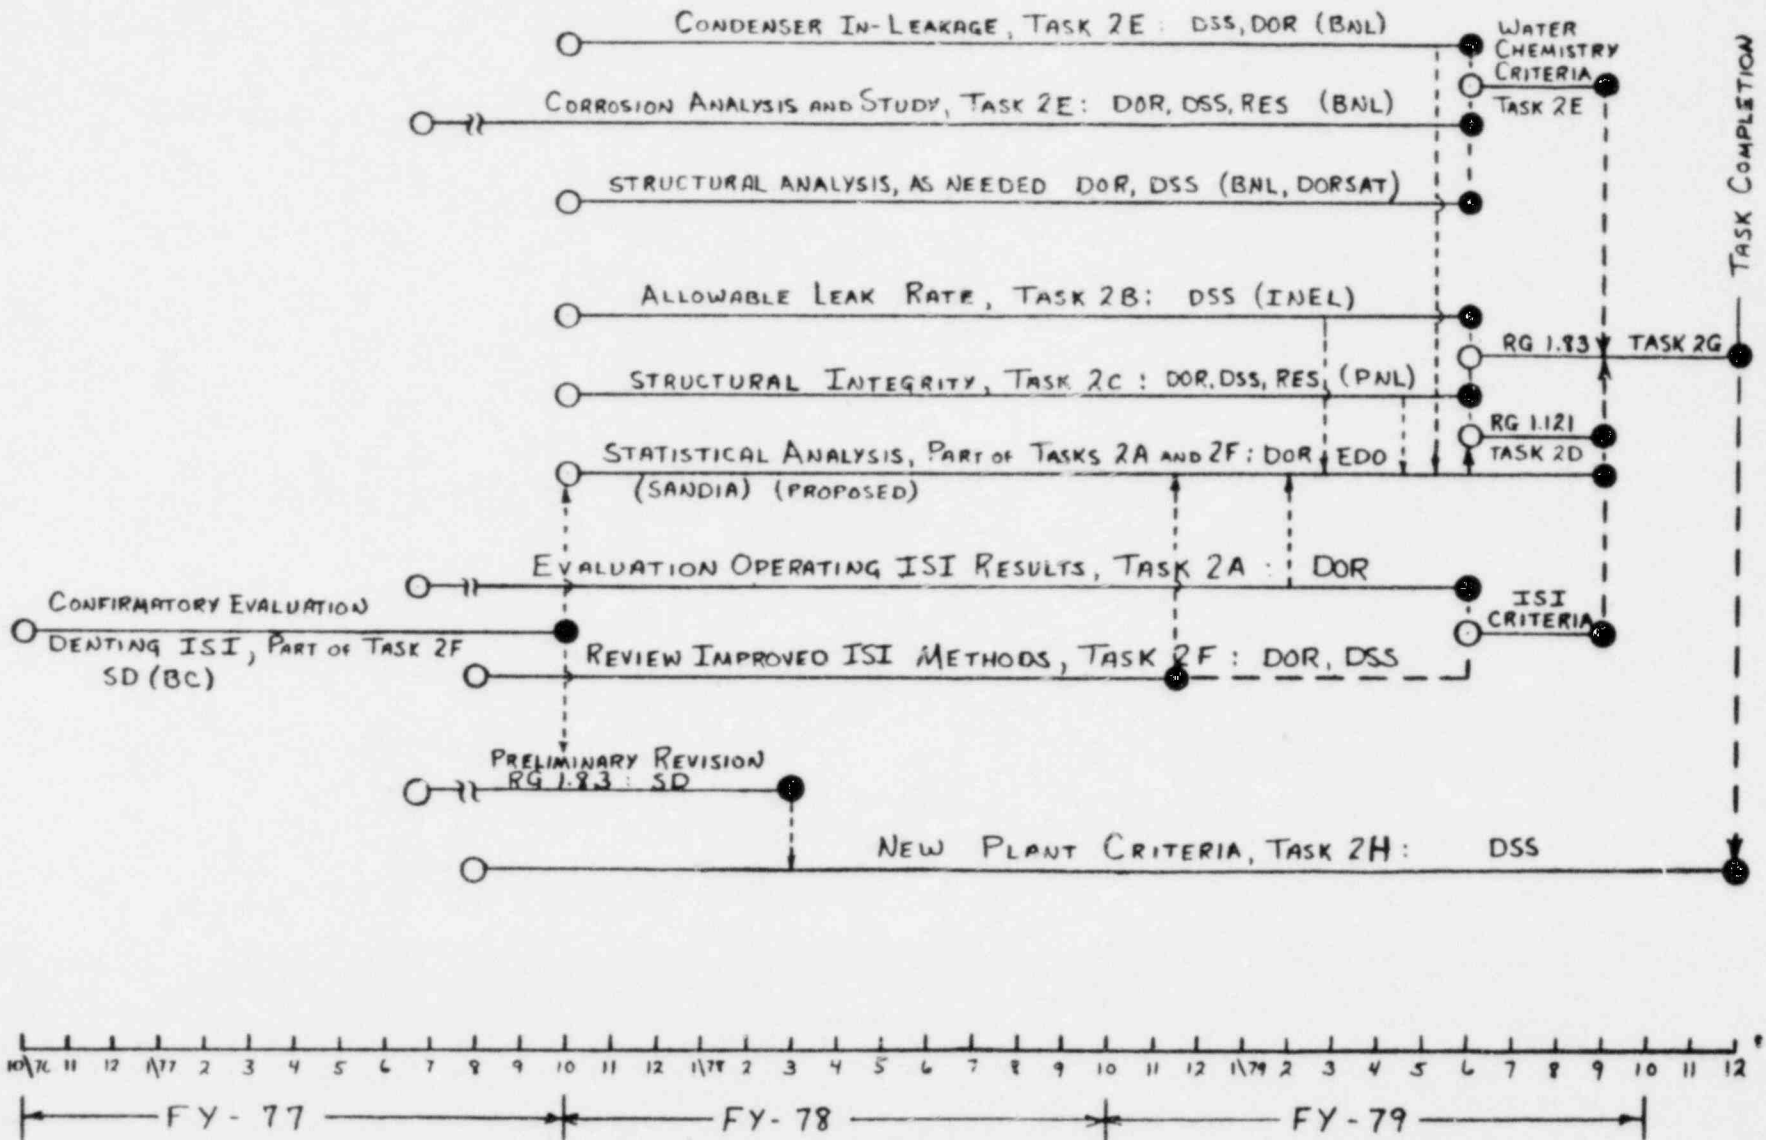 CONDENSER IN-LEAKAGE, TASK 2E: DSS, DOR (BNL)
WATER
CHEMISTRY
CRITERIA
TASK 2E
CORROSION ANALYSIS AND STUDY, TASK 2E: DOR, DSS, RES (BNL)
STRUCTURAL ANALYSIS, AS NEEDED DOR, DSS (BNL, DORSAT)
TASK COMPLETION
ALLOWABLE LEAK RATE, TASK 2B: DSS (INEL)
RG 1.83 TASK 2G
STRUCTURAL INTEGRITY, TASK 2C: DOR, DSS, RES, (PNL)
RG 1.121
TASK 2D
STATISTICAL ANALYSIS, PART OF TASKS 2A AND 2F: DOR, EDO
(SANDIA) (PROPOSED)
EVALUATION OPERATING ISI RESULTS, TASK 2A: DOR
ISI
CRITERIA
CONFIRMATORY EVALUATION
DENTING ISI, PART OF TASK 2F
SD (BC)
REVIEW IMPROVED ISI METHODS, TASK 2F: DOR, DSS
PRELIMINARY REVISION
RG 1.83: SD
NEW PLANT CRITERIA, TASK 2H: DSS
10\76 11 12 1\77 2 3 4 5 6 7 8 9 10 11 12 1\78 2 3 4 5 6 7 8 9 10 11 12 1\79 2 3 4 5 6 7 8 9 10 11 12
FY-77 FY-78 FY-79